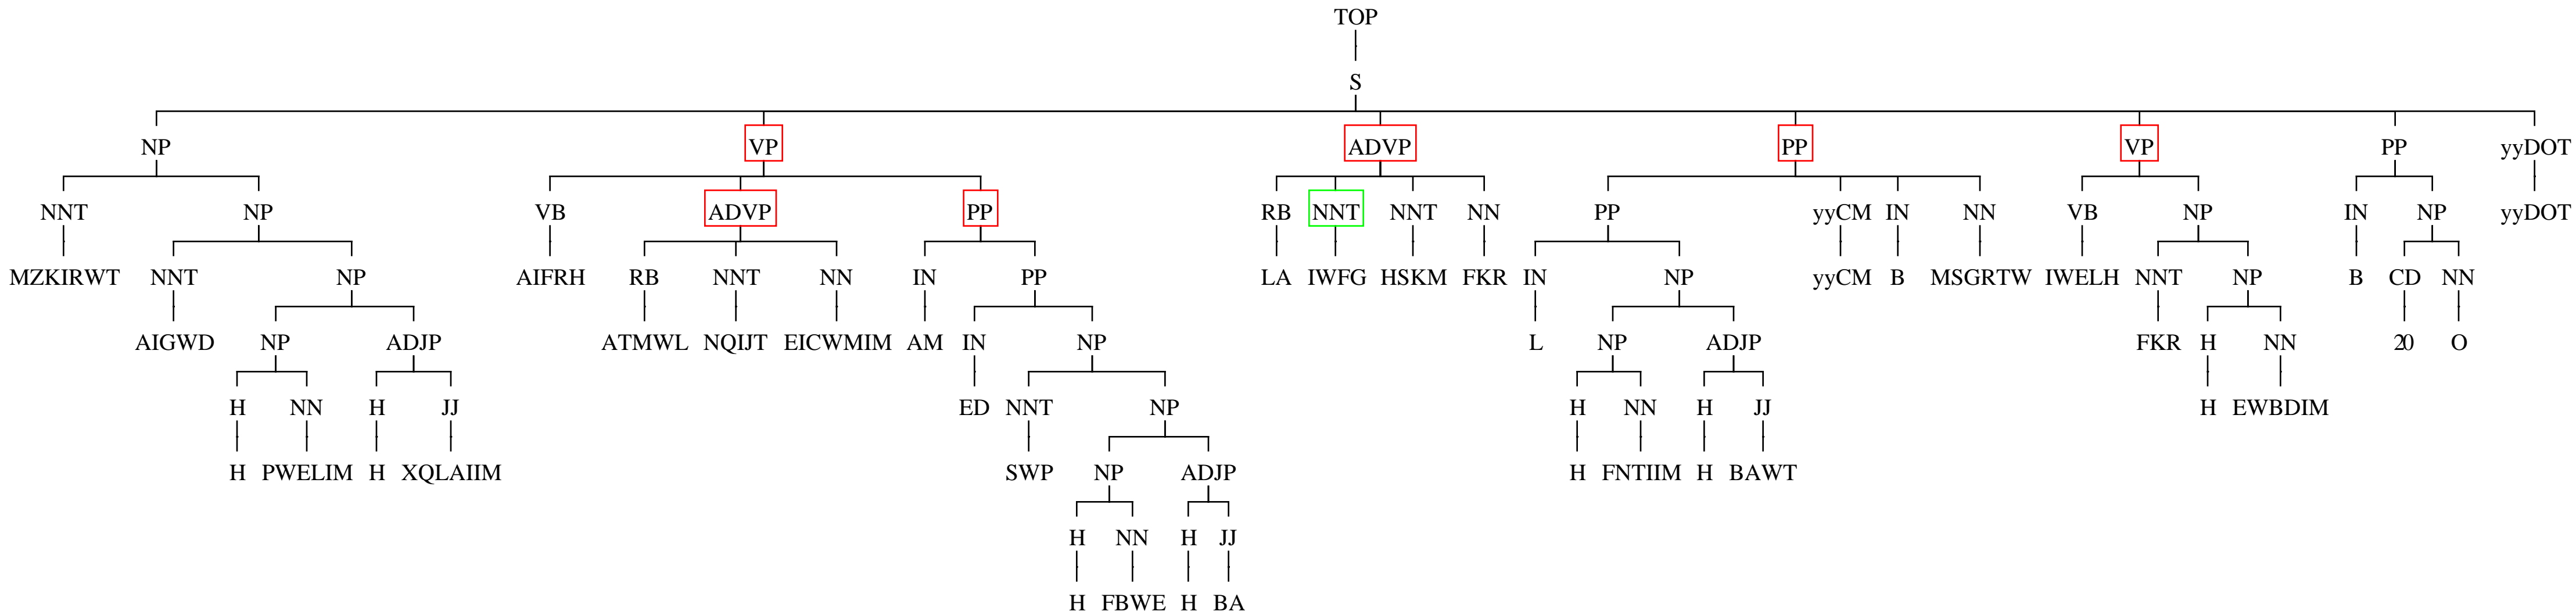 TOP
S
NP VP ADVP PP VP PP yyDOT
NNT NP VB ADVP PP RB NNT NNT NN PP yyCM IN NN VB NP IN NP yyDOT
MZKIRWT NNT NP AIFRH RB NNT NN IN PP LA IWFG HSKM FKR IN NP yyCM B MSGRTW IWELH NNT NP B CD NN
AIGWD NP ADJP ATMWL NQIJT EICWMIM AM IN NP L NP ADJP FKR H NN 20 O
H NN H JJ ED NNT NP H NN H JJ H EWBDIM
H PWELIM H XQLAIIM SWP NP ADJP H FNTIIM H BAWT
H NN H JJ
H FBWE H BA